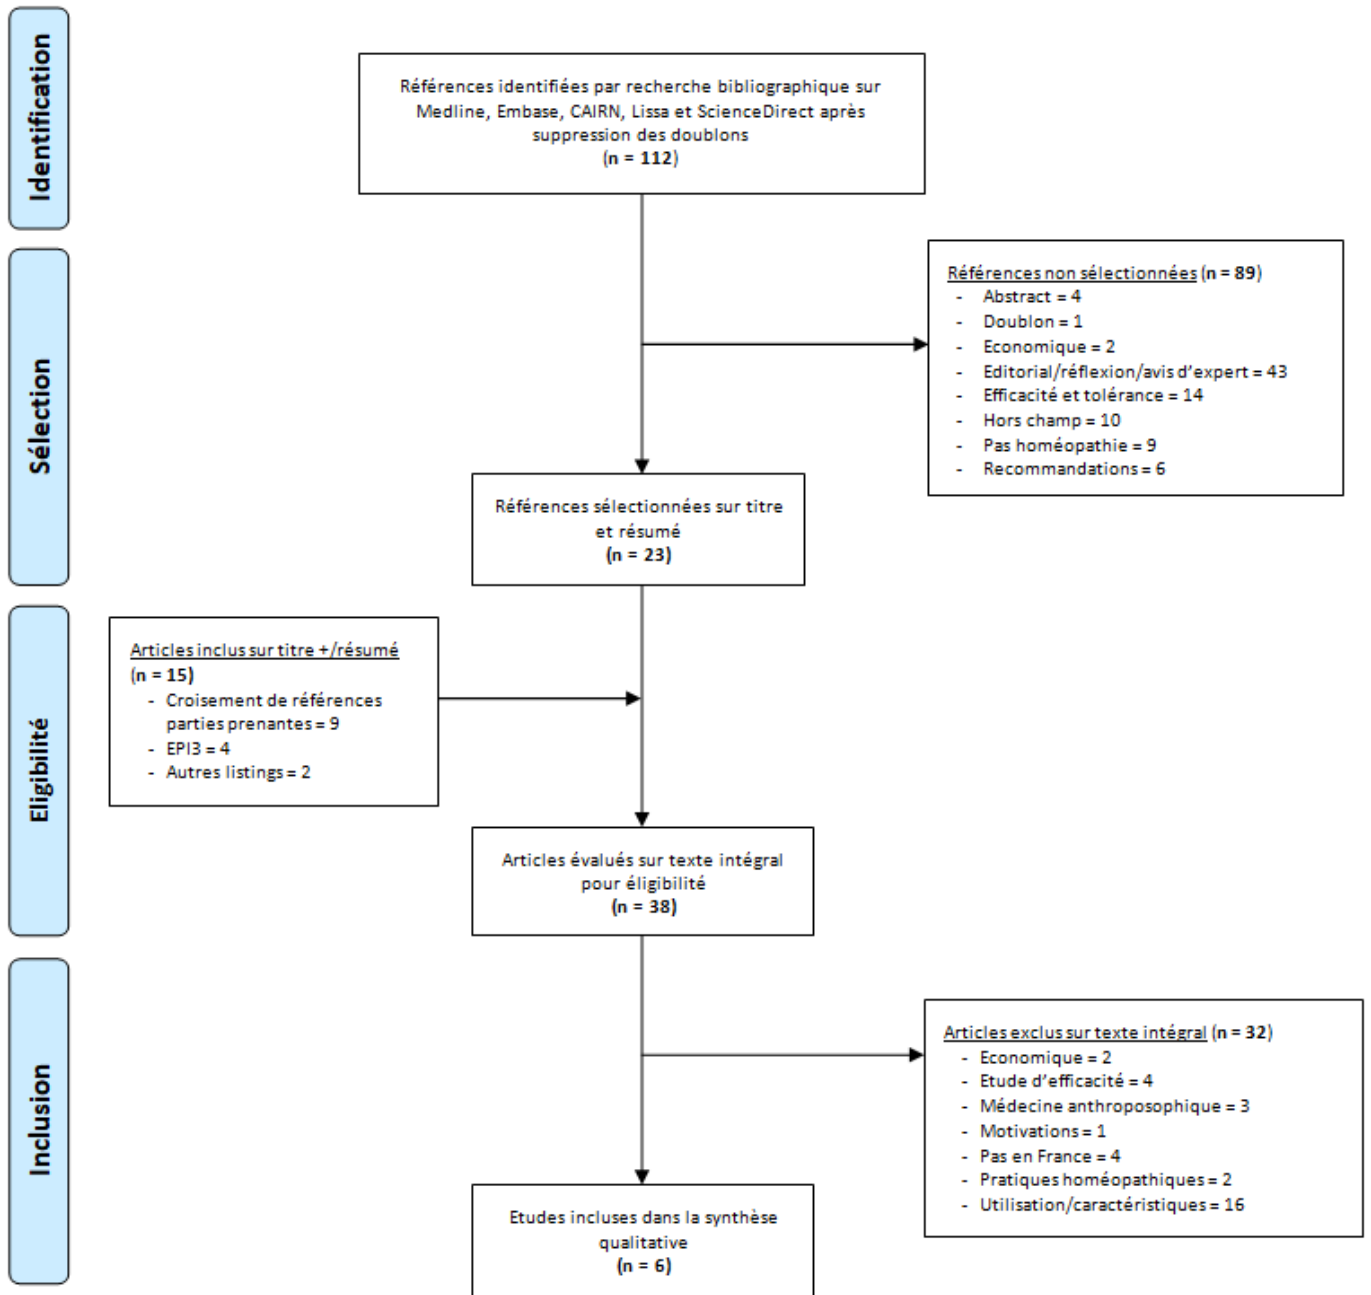 Identification
Références identifiées par recherche bibliographique sur
Medline, Embase, CAIRN, Lissa et ScienceDirect après
suppression des doublons
(n = 112)
Sélection
Références non sélectionnées (n = 89)
- Abstract = 4
- Doublon = 1
- Economique = 2
- Editorial/réflexion/avis d’expert = 43
- Efficacité et tolérance = 14
- Hors champ = 10
- Pas homéopathie = 9
- Recommandations = 6
Références sélectionnées sur titre
et résumé
(n = 23)
Eligibilité
Articles inclus sur titre +/résumé
(n = 15)
- Croisement de références
parties prenantes = 9
- EPI3 = 4
- Autres listings = 2
Articles évalués sur texte intégral
pour éligibilité
(n = 38)
Inclusion
Articles exclus sur texte intégral (n = 32)
- Economique = 2
- Etude d’efficacité = 4
- Médecine anthroposophique = 3
- Motivations = 1
- Pas en France = 4
- Pratiques homéopathiques = 2
- Utilisation/caractéristiques = 16
Etudes incluses dans la synthèse
qualitative
(n = 6)